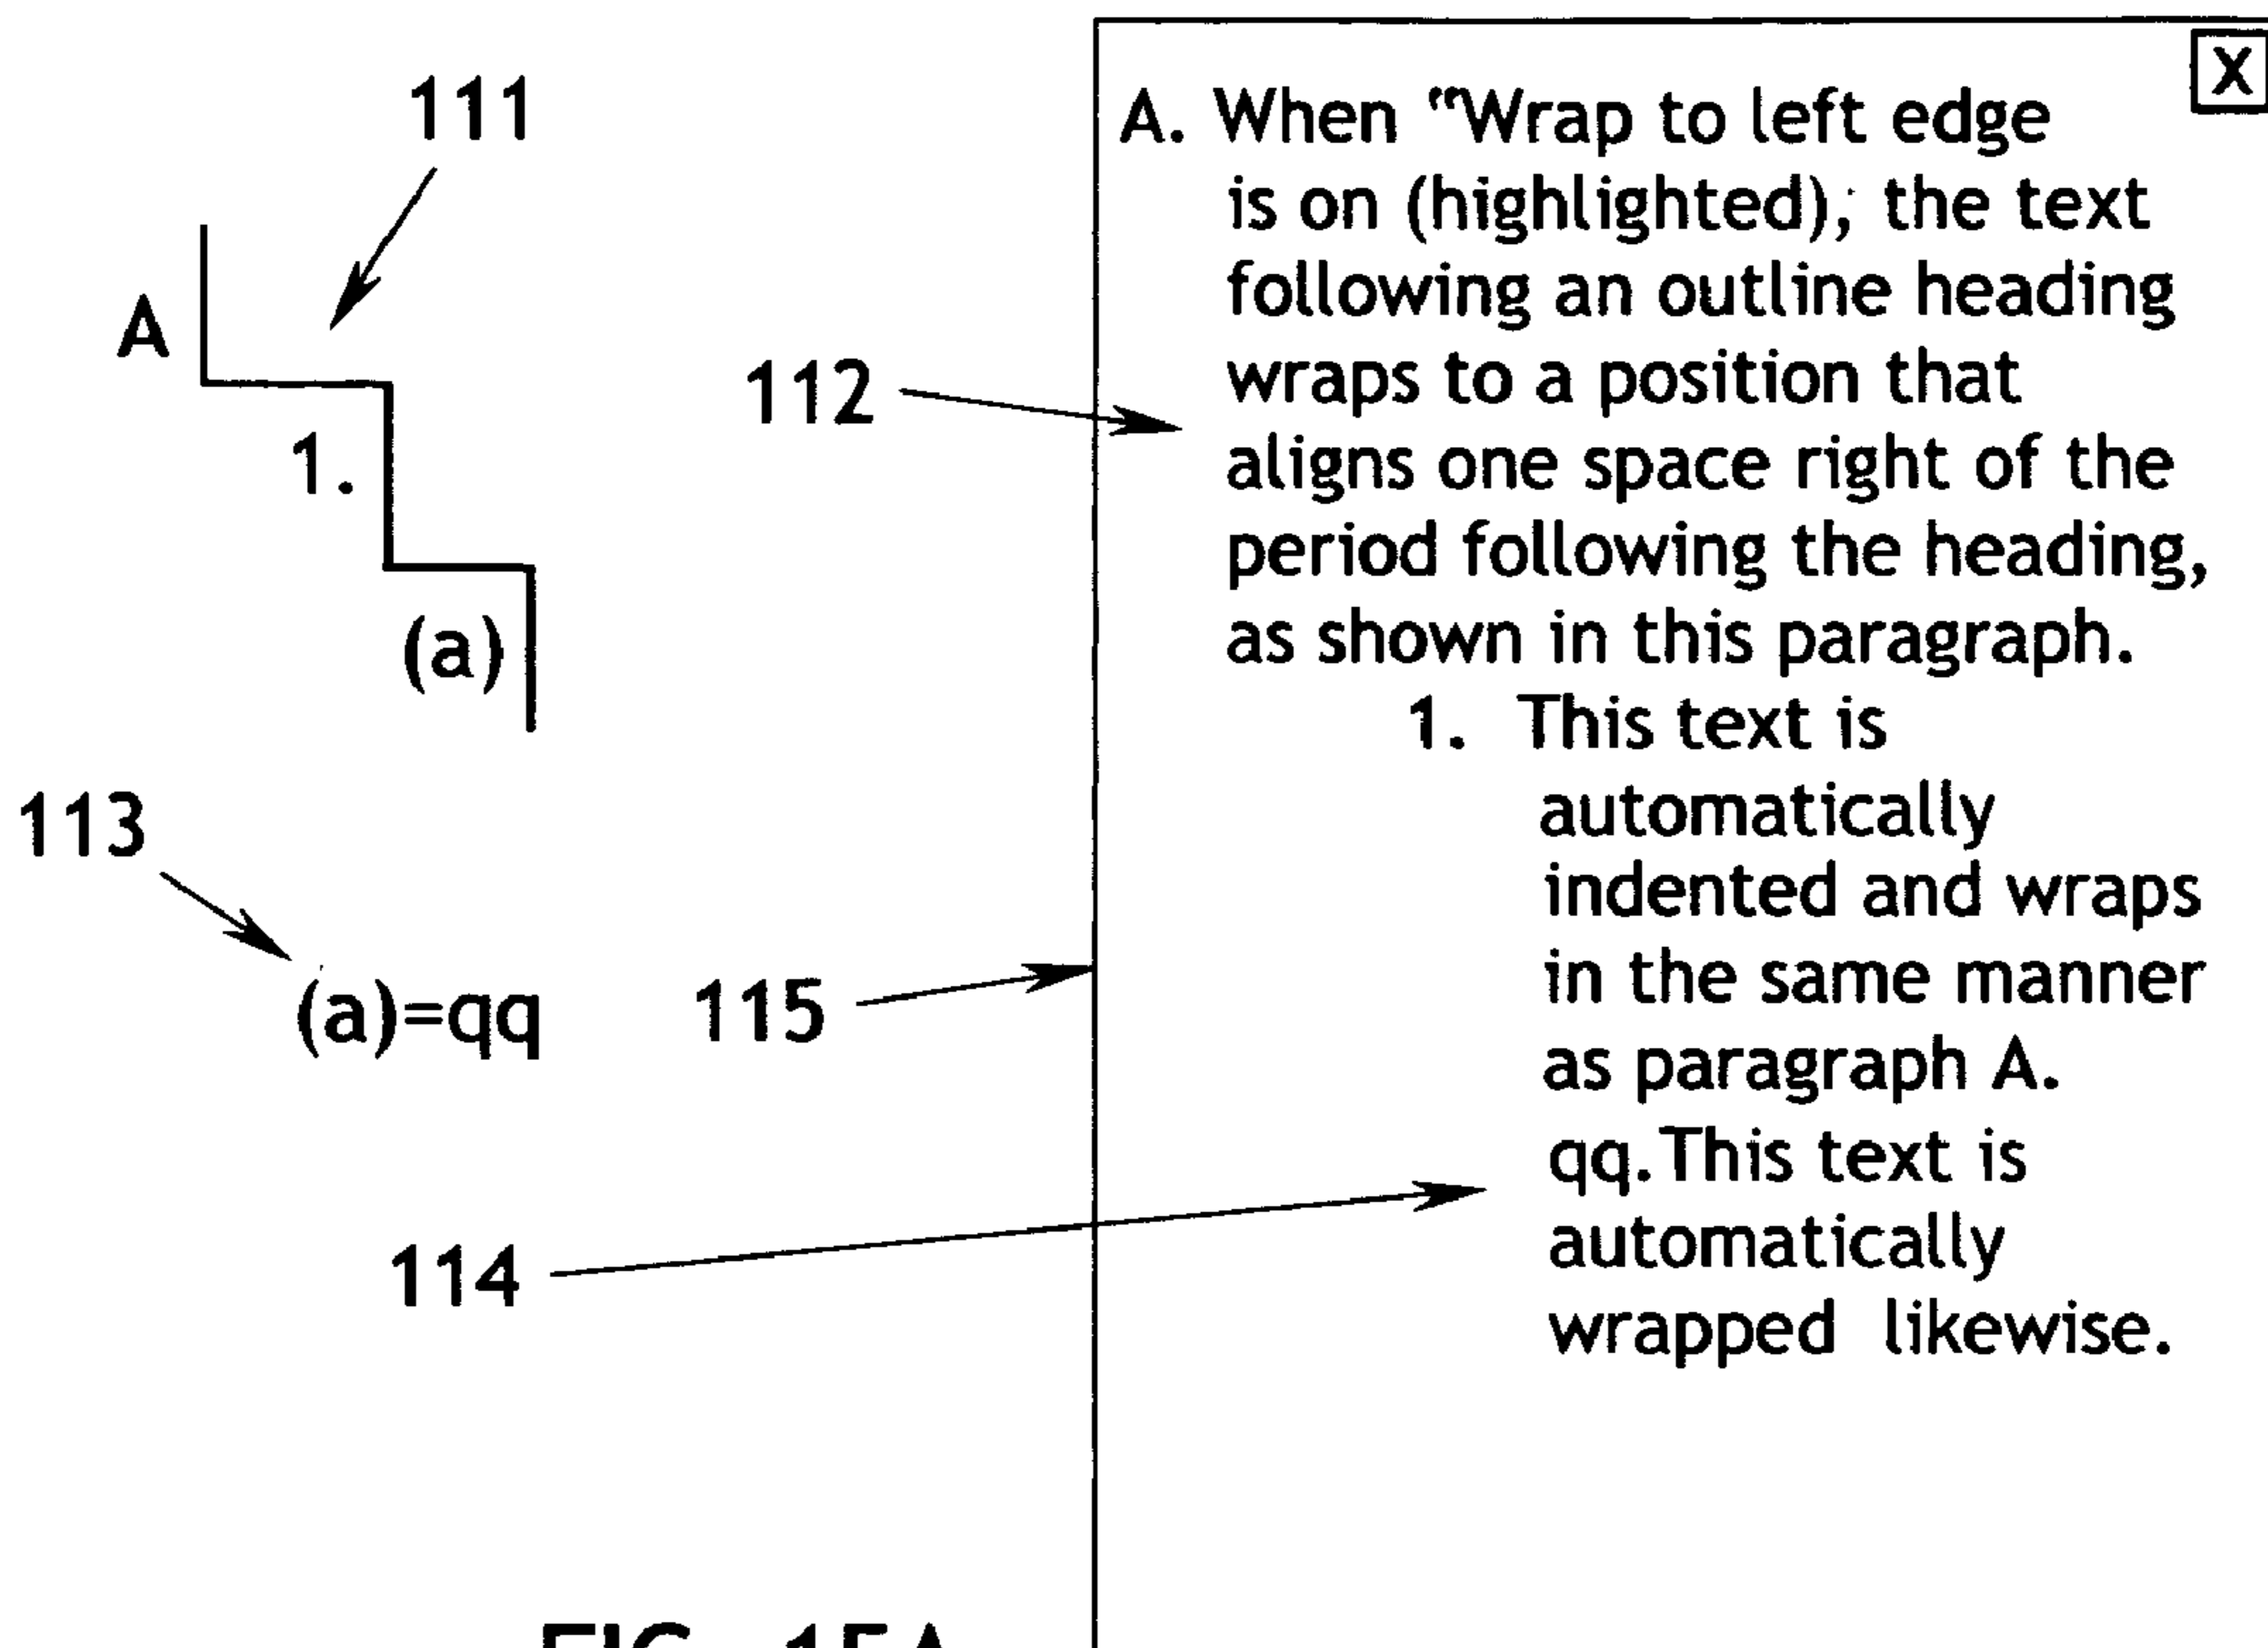 111
A
1.
(a)
112
113
(a)=qq
115
114
X
A. When “Wrap to left edge
is on (highlighted); the text
following an outline heading
wraps to a position that
aligns one space right of the
period following the heading,
as shown in this paragraph.
1. This text is
automatically
indented and wraps
in the same manner
as paragraph A.
qq.This text is
automatically
wrapped likewise.
FIG. 15A